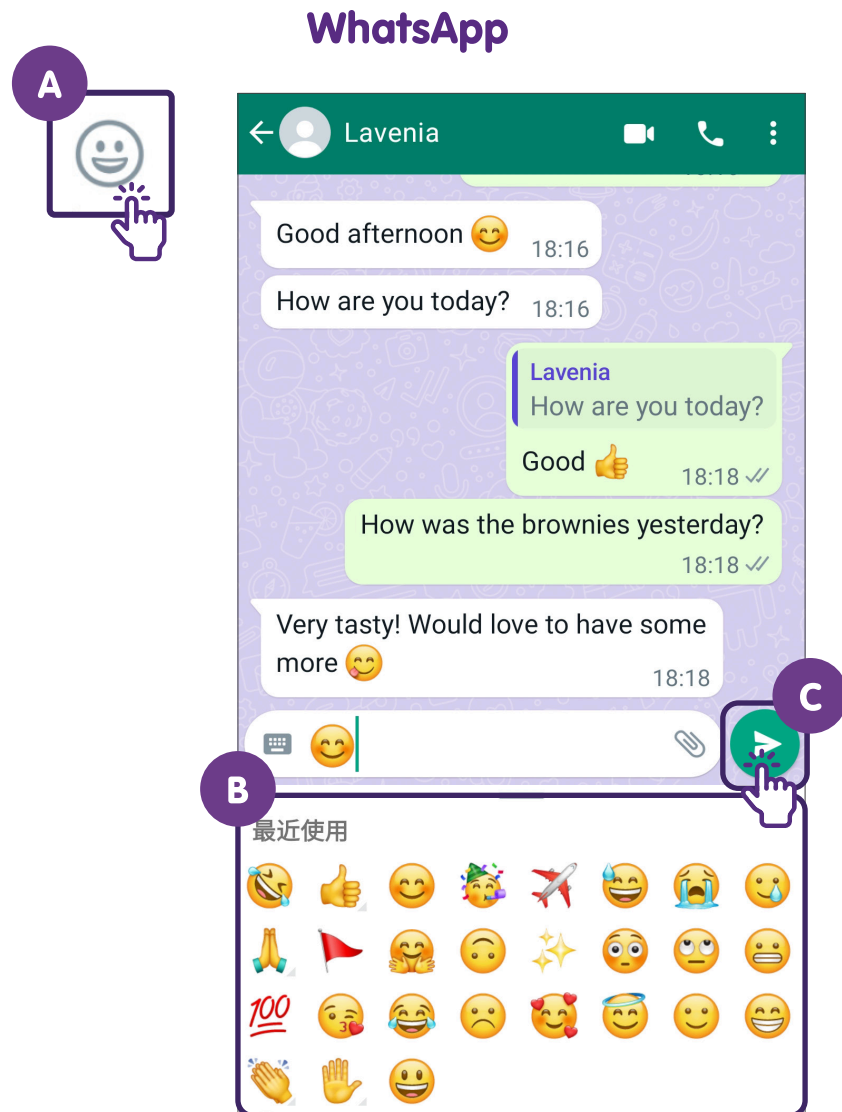 WhatsApp
A
Lavenia
Good afternoon 😊 18:16
How are you today? 18:16
Lavenia
How are you today?
Good 👍 18:18
How was the brownies yesterday?
18:18
Very tasty! Would love to have some
more 😋 18:18
C
😊
B
最近使用
💯